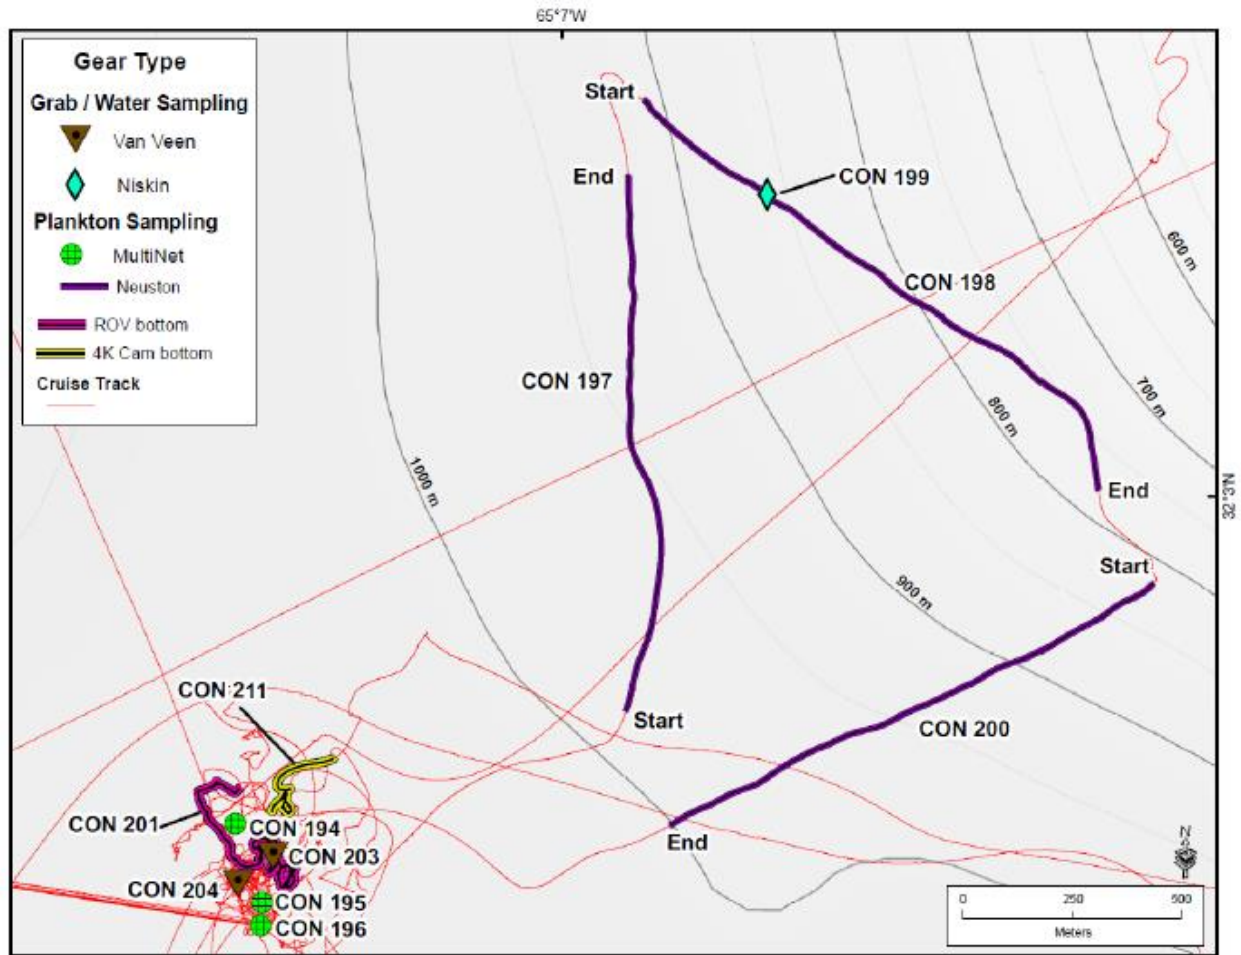 65°7'W
Gear Type
Grab / Water Sampling
Van Veen
Niskin
Plankton Sampling
MultiNet
Neuston
ROV bottom
4K Cam bottom
Cruise Track
Start
End
CON 199
600 m
CON 198
CON 197
700 m
800 m
1000 m
End
32°3'N
Start
900 m
CON 211
Start
CON 200
CON 201
CON 194
End
N
CON 203
CON 204
CON 195
CON 196
0 250 500
Meters